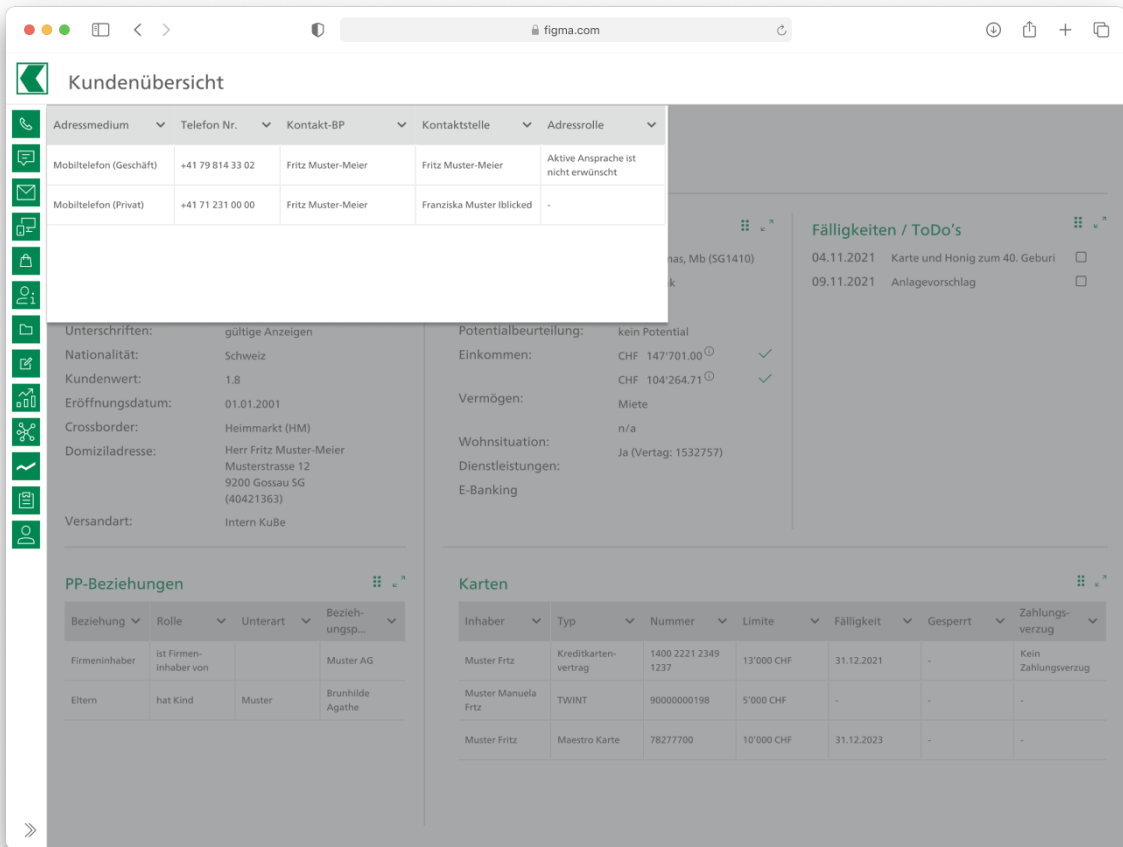 figma.com
Kundenübersicht
Adressmedium Telefon Nr. Kontakt-BP Kontaktstelle Adressrolle
Mobiltelefon (Geschäft) +41 79 814 33 02 Fritz Muster-Meier Fritz Muster-Meier Aktive Ansprache ist
nicht erwünscht
Mobiltelefon (Privat) +41 71 231 00 00 Fritz Muster-Meier Franziska Muster Iblicked -
Mb (SG1410)
Unterschriften: gültige Anzeigen
Nationalität: Schweiz
Kundenwert: 1.8
Eröffnungsdatum: 01.01.2001
Crossborder: Heimmarkt (HM)
Domiziladresse: Herr Fritz Muster-Meier
Musterstrasse 12
9200 Gossau SG
(40421363)
Versandart: Intern KuBe
Potentialbeurteilung: kein Potential
Einkommen: CHF 147'701.00
CHF 104'264.71
Vermögen: Miete
n/a
Wohnsituation: Ja (Vertag: 1532757)
Dienstleistungen:
E-Banking
Fälligkeiten / ToDo's
04.11.2021 Karte und Honig zum 40. Geburi
09.11.2021 Anlagevorschlag
PP-Beziehungen
Beziehung Rolle Unterart Bezieh-
ungsp...
Firmeninhaber ist Firmen-
inhaber von Muster AG
Eltern hat Kind Muster Brunhilde
Agathe
Karten
Inhaber Typ Nummer Limite Fälligkeit Gesperrt Zahlungs-
verzug
Muster Frtz Kreditkarten-
vertrag 1400 2221 2349
1237 13'000 CHF 31.12.2021 - Kein
Zahlungsverzug
Muster Manuela
Frtz TWINT 90000000198 5'000 CHF - - -
Muster Fritz Maestro Karte 78277700 10'000 CHF 31.12.2023 - -